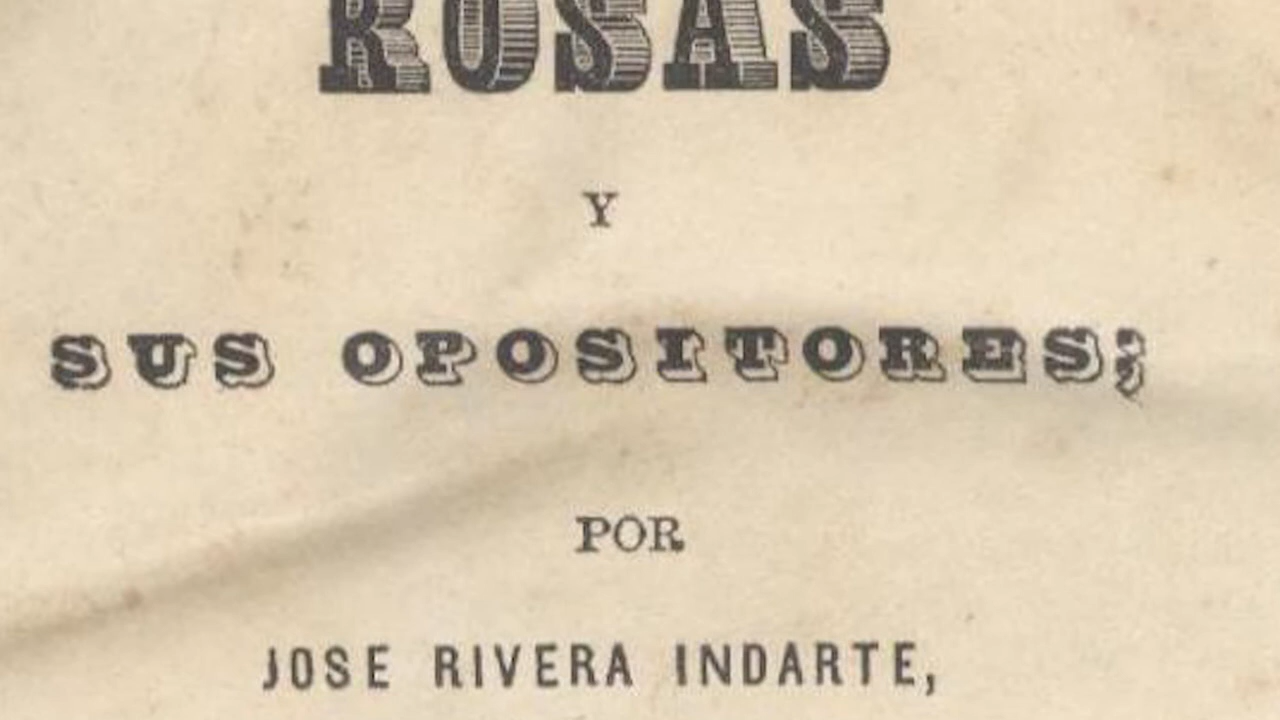 ROSAS
Y
SUS OPOSITORES;
POR
JOSE RIVERA INDARTE,